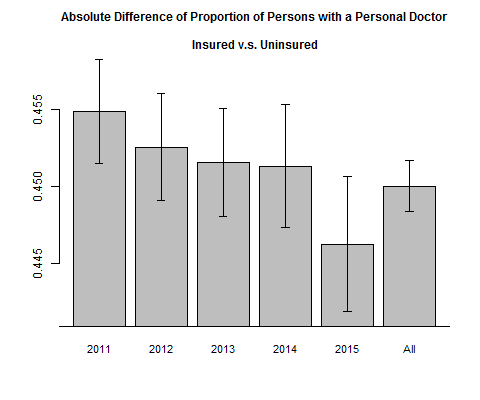 Absolute Difference of Proportion of Persons with a Personal Doctor
Insured v.s. Uninsured
0.455
0.450
0.445
2011 2012 2013 2014 2015 All